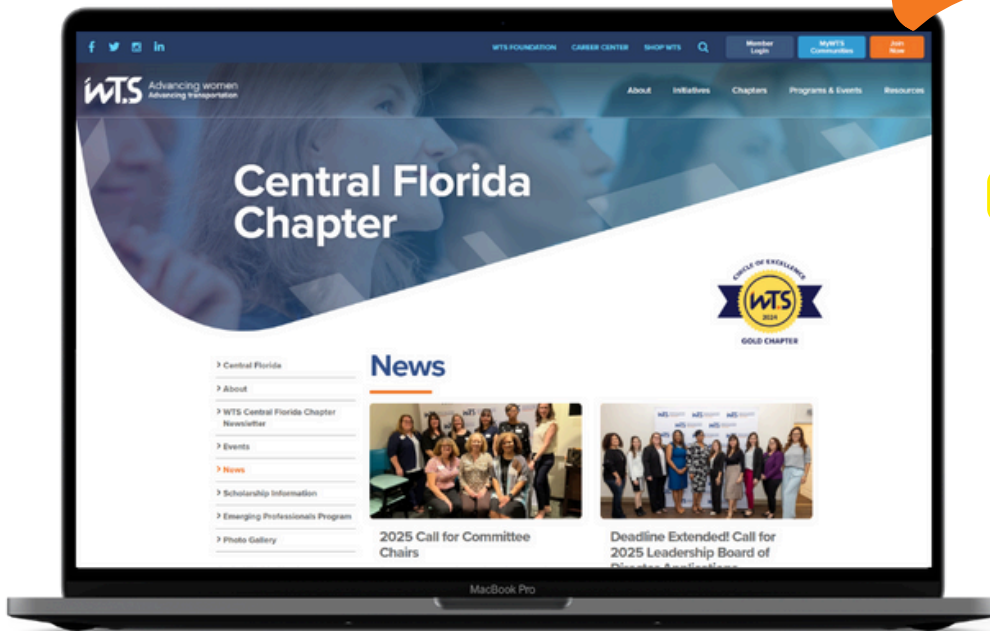 WTS FOUNDATION CAREER CENTER SHOP WTS
Member
Login
MyWTS
Communities
Join
Now
WTS
Advancing women
Advancing transportation
About Initiatives Chapters Programs & Events Resources
Central Florida
Chapter
CIRCLE OF EXCELLENCE
WTS
2024
GOLD CHAPTER
> Central Florida
> About
> WTS Central Florida Chapter
Newsletter
> Events
> News
> Scholarship Information
> Emerging Professionals Program
> Photo Gallery
News
2025 Call for Committee
Chairs
Deadline Extended! Call for
2025 Leadership Board of
Director Applications
MacBook Pro